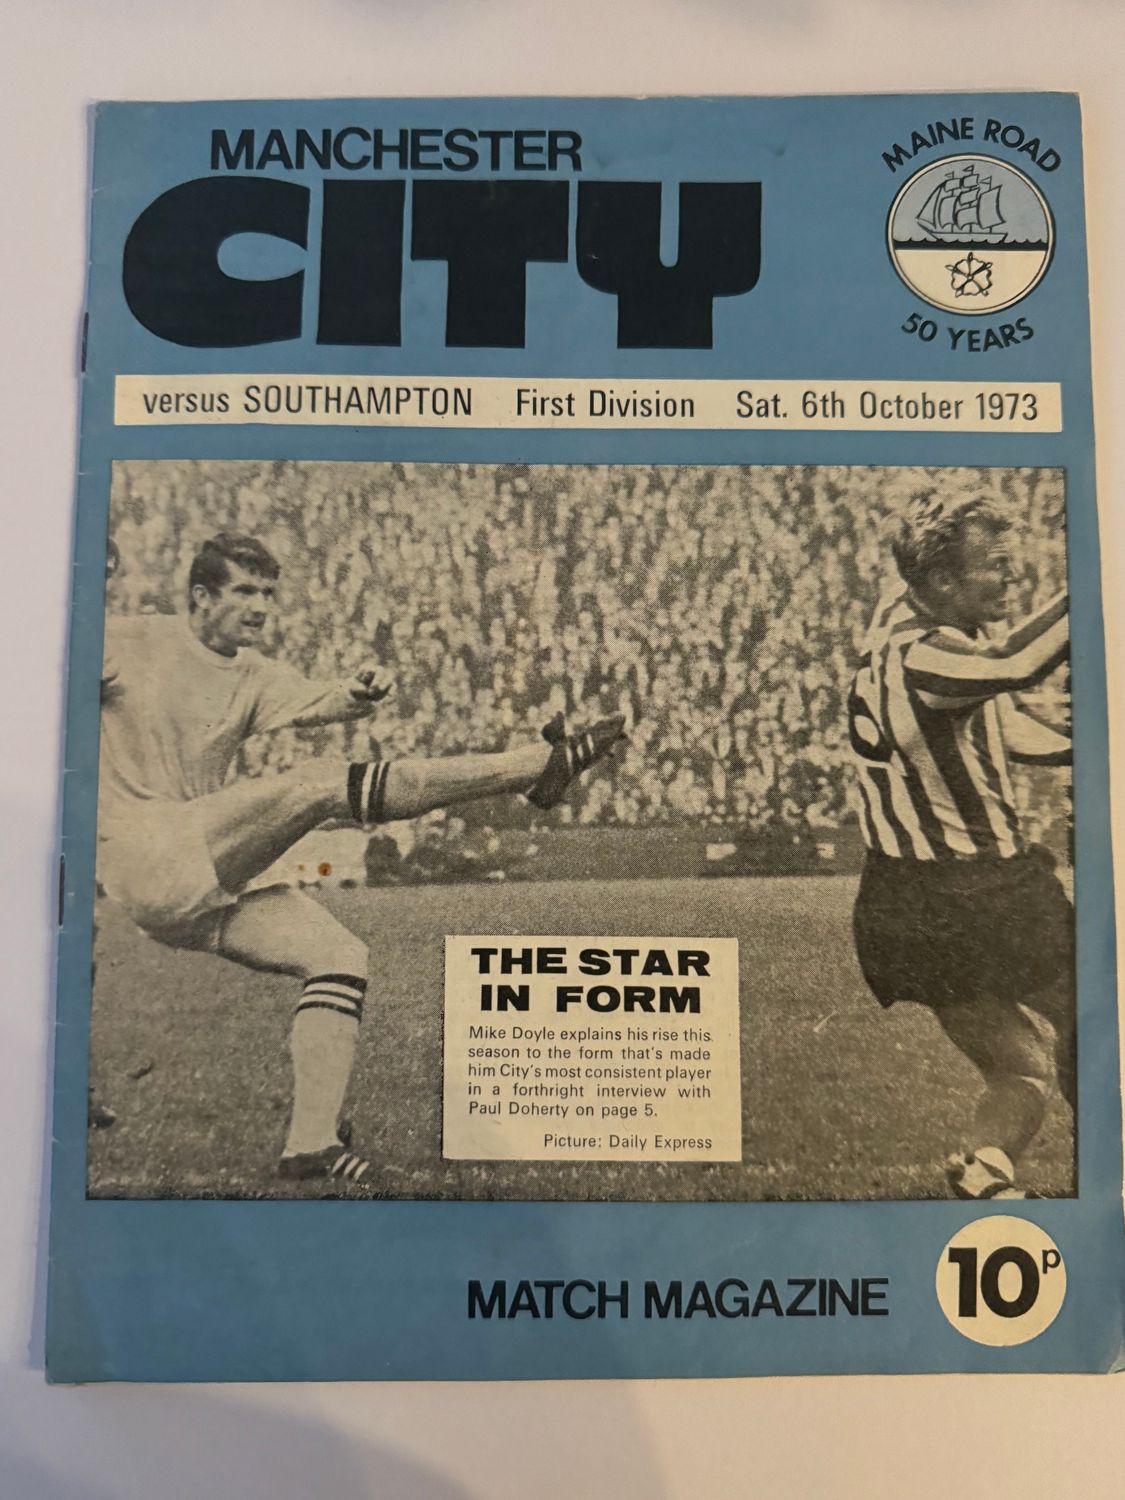 MANCHESTER
CITY
MAINE ROAD
50 YEARS
versus SOUTHAMPTON First Division Sat. 6th October 1973
6
THE STAR
IN FORM
Mike Doyle explains his rise this
season to the form that's made
him City's most consistent player
in a forthright interview with
Paul Doherty on page 5.
Picture: Daily Express
MATCH MAGAZINE
10p